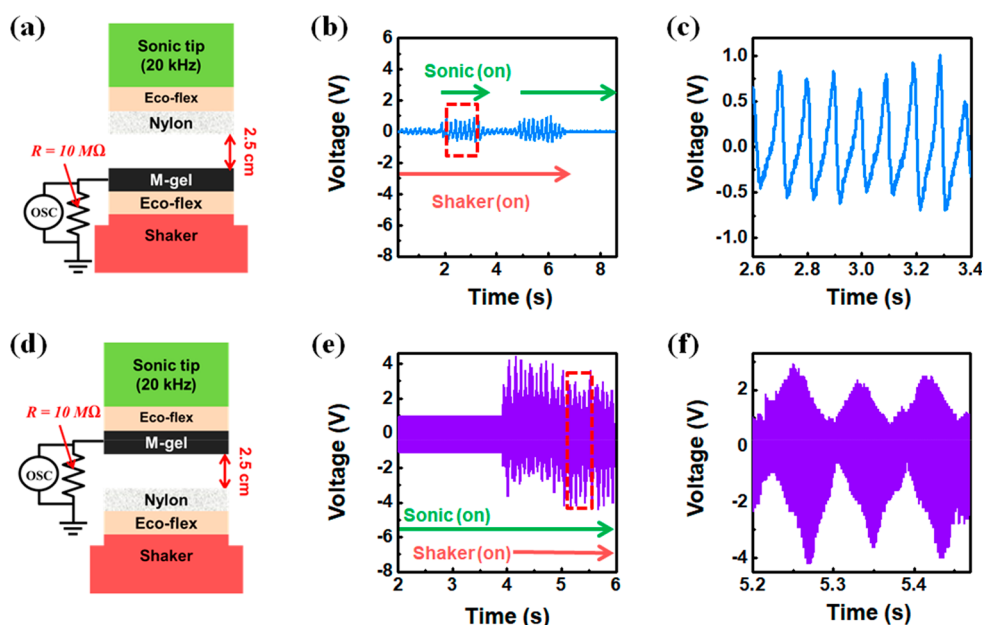 (a)
Sonic tip
(20 kHz)
Eco-flex
Nylon
R = 10 MΩ
2.5 cm
M-gel
OSC
Eco-flex
Shaker
(b)
6
4
2
0
-2
-4
-6
-8
Voltage (V)
Sonic (on)
Shaker (on)
0 2 4 6 8
Time (s)
(c)
1.0
0.5
0.0
-0.5
-1.0
Voltage (V)
2.6 2.8 3.0 3.2 3.4
Time (s)
(d)
Sonic tip
(20 kHz)
R = 10 MΩ
Eco-flex
M-gel
OSC
2.5 cm
Nylon
Eco-flex
Shaker
(e)
4
2
0
-2
-4
-6
-8
Voltage (V)
Sonic (on)
Shaker (on)
2 3 4 5 6
Time (s)
(f)
2
0
-2
-4
Voltage (V)
5.2 5.3 5.4
Time (s)